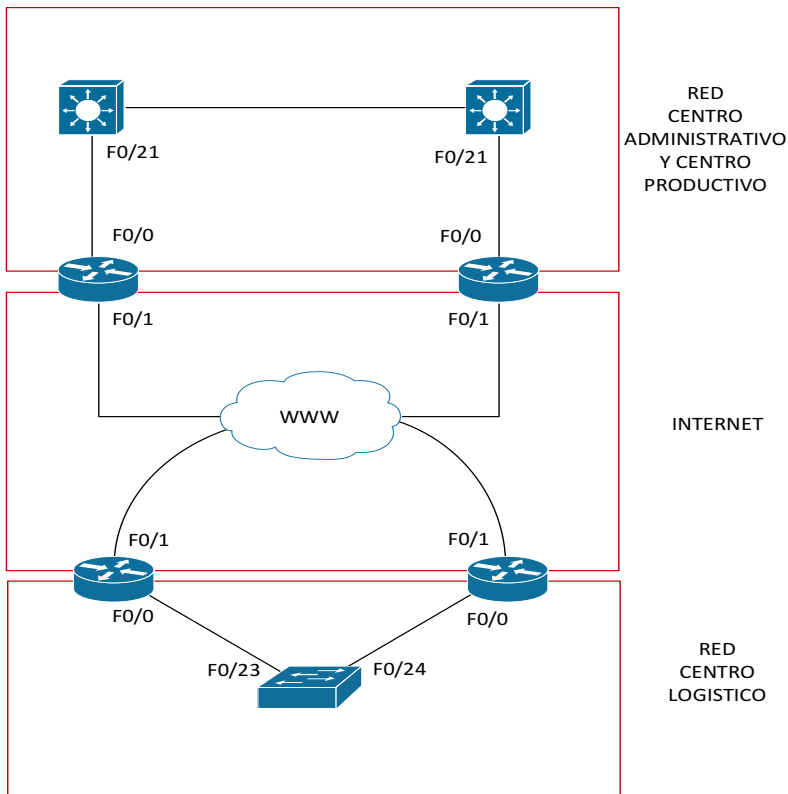 RED
CENTRO
ADMINISTRATIVO
Y CENTRO
PRODUCTIVO
F0/21
F0/21
F0/0
F0/0
F0/1
F0/1
WWW
INTERNET
F0/1
F0/1
F0/0
F0/0
F0/23
F0/24
RED
CENTRO
LOGISTICO